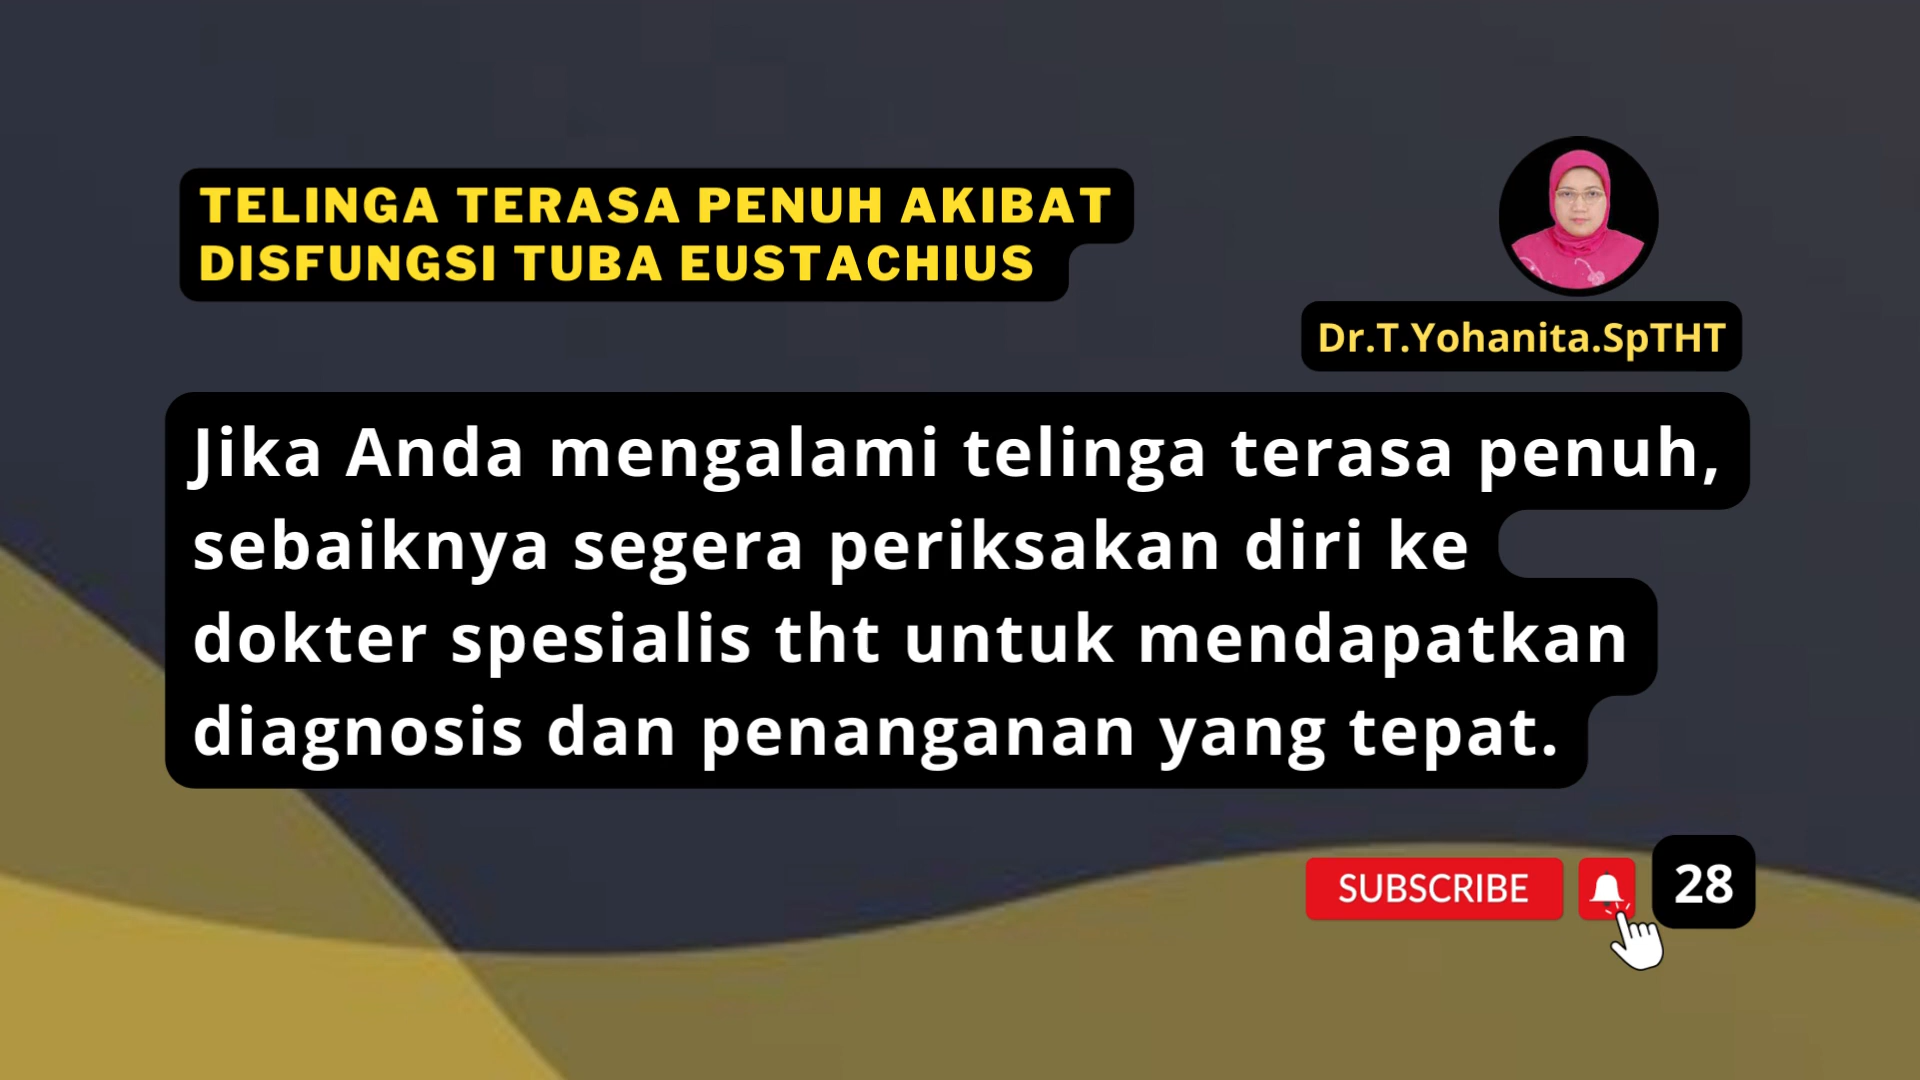 TELINGA TERASA PENUH AKIBAT
DISFUNGSI TUBA EUSTACHIUS
Dr.T.Yohanita.SpTHT
Jika Anda mengalami telinga terasa penuh,
sebaiknya segera periksakan diri ke
dokter spesialis tht untuk mendapatkan
diagnosis dan penanganan yang tepat.
SUBSCRIBE
28